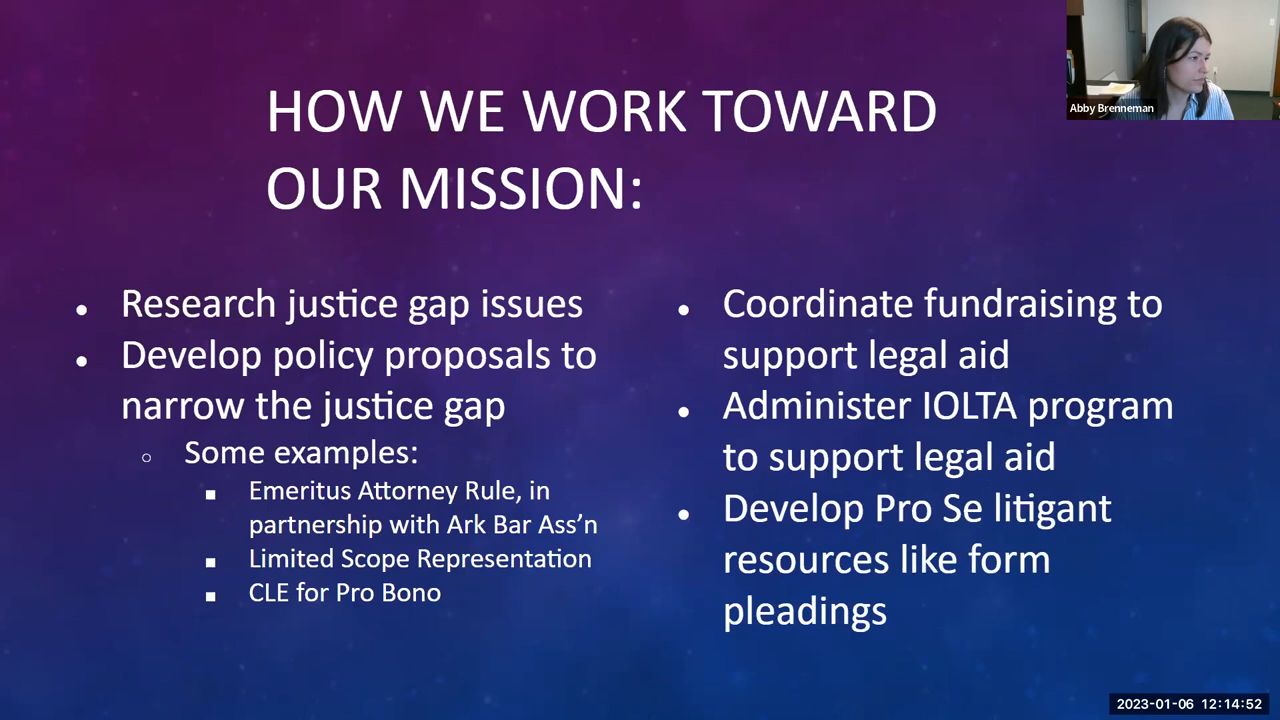 HOW WE WORK TOWARD
OUR MISSION:
Research justice gap issues
Develop policy proposals to
narrow the justice gap
Some examples:
Emeritus Attorney Rule, in
partnership with Ark Bar Ass’n
Limited Scope Representation
CLE for Pro Bono
Coordinate fundraising to
support legal aid
Administer IOLTA program
to support legal aid
Develop Pro Se litigant
resources like form
pleadings
Abby Brenneman
2023-01-06 12:14:52